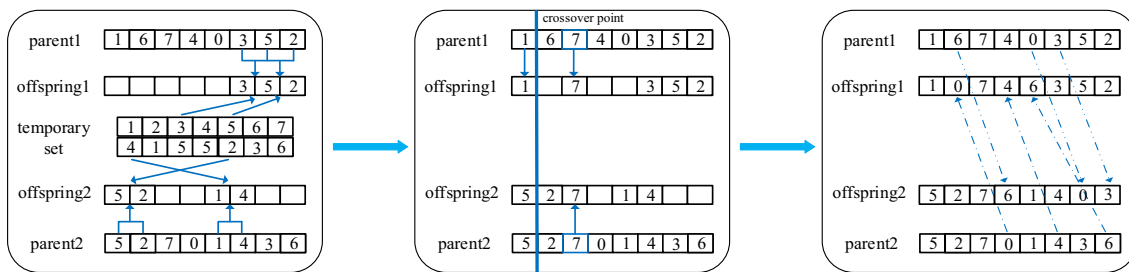 parent1 1 6 7 4 0 3 5 2
offspring1 3 5 2
temporary set
1 2 3 4 5 6 7
4 1 5 5 2 3 6
offspring2 5 2 1 4
parent2 5 2 7 0 1 4 3 6
crossover point
parent1 1 6 7 4 0 3 5 2
offspring1 1 7 3 5 2
offspring2 5 2 7 1 4
parent2 5 2 7 0 1 4 3 6
parent1 1 6 7 4 0 3 5 2
offspring1 1 0 7 4 6 3 5 2
offspring2 5 2 7 6 1 4 0 3
parent2 5 2 7 0 1 4 3 6